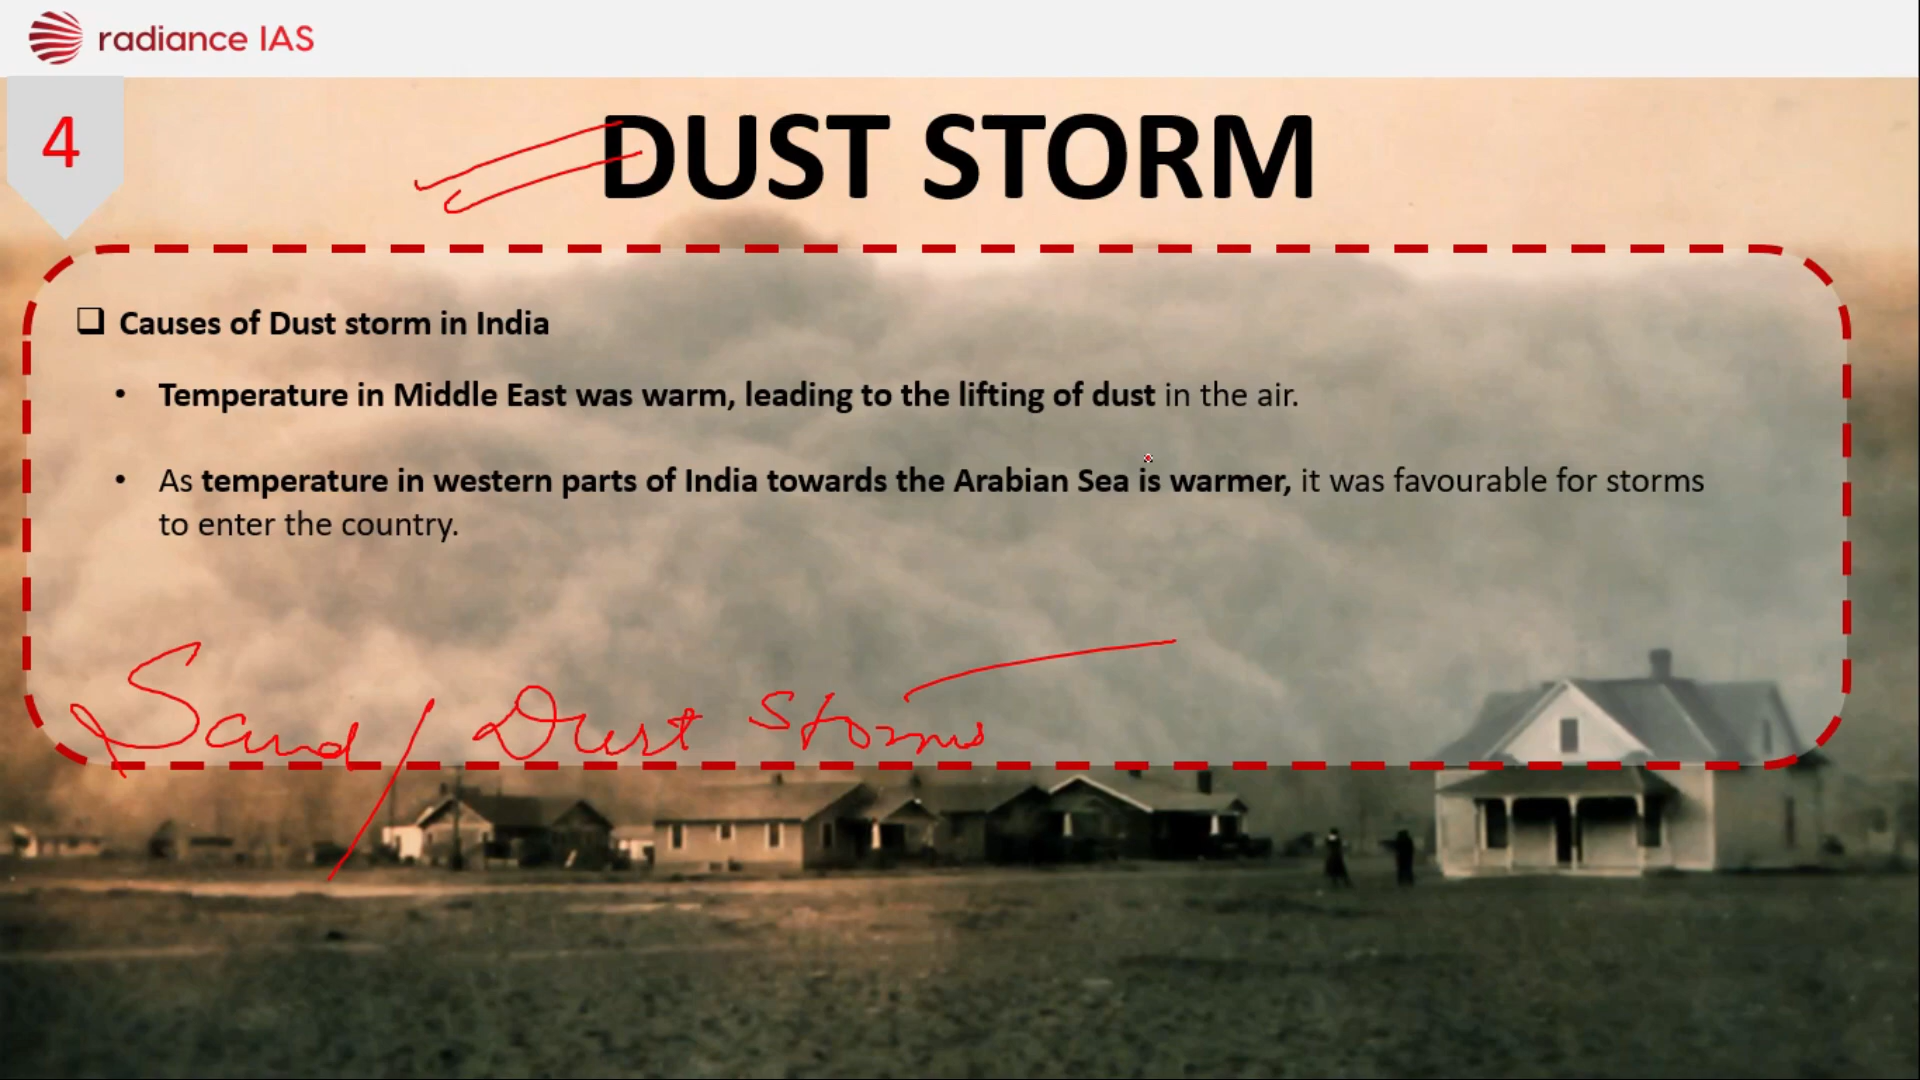 radiance IAS
4
DUST STORM
❑ Causes of Dust storm in India
• Temperature in Middle East was warm, leading to the lifting of dust in the air.
• As temperature in western parts of India towards the Arabian Sea is warmer, it was favourable for storms
to enter the country.
Sand / Dust Storms